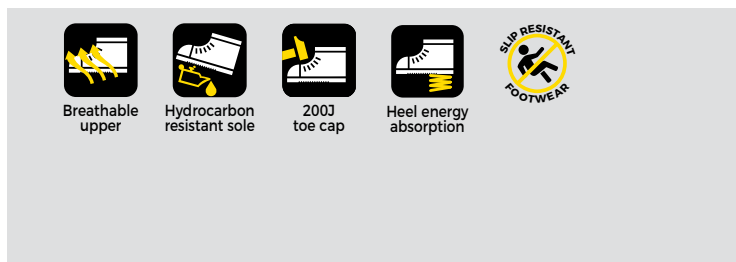 Breathable
upper
Hydrocarbon
resistant sole
200J
toe cap
Heel energy
absorption
SLIP RESISTANT
FOOTWEAR